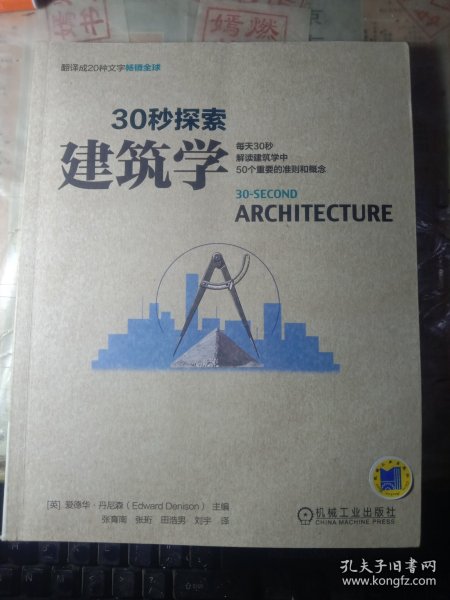 翻译成20种文字畅销全球
30秒探索
建筑学
每天30秒
解读建筑学中
50个重要的准则和概念
30-SECOND
ARCHITECTURE
[英] 爱德华·丹尼森（Edward Denison） 主编
张育南 张珩 田浩男 刘宇 译
机械工业出版社
CHINA MACHINE PRESS
孔夫子旧书网
www.kongfz.com